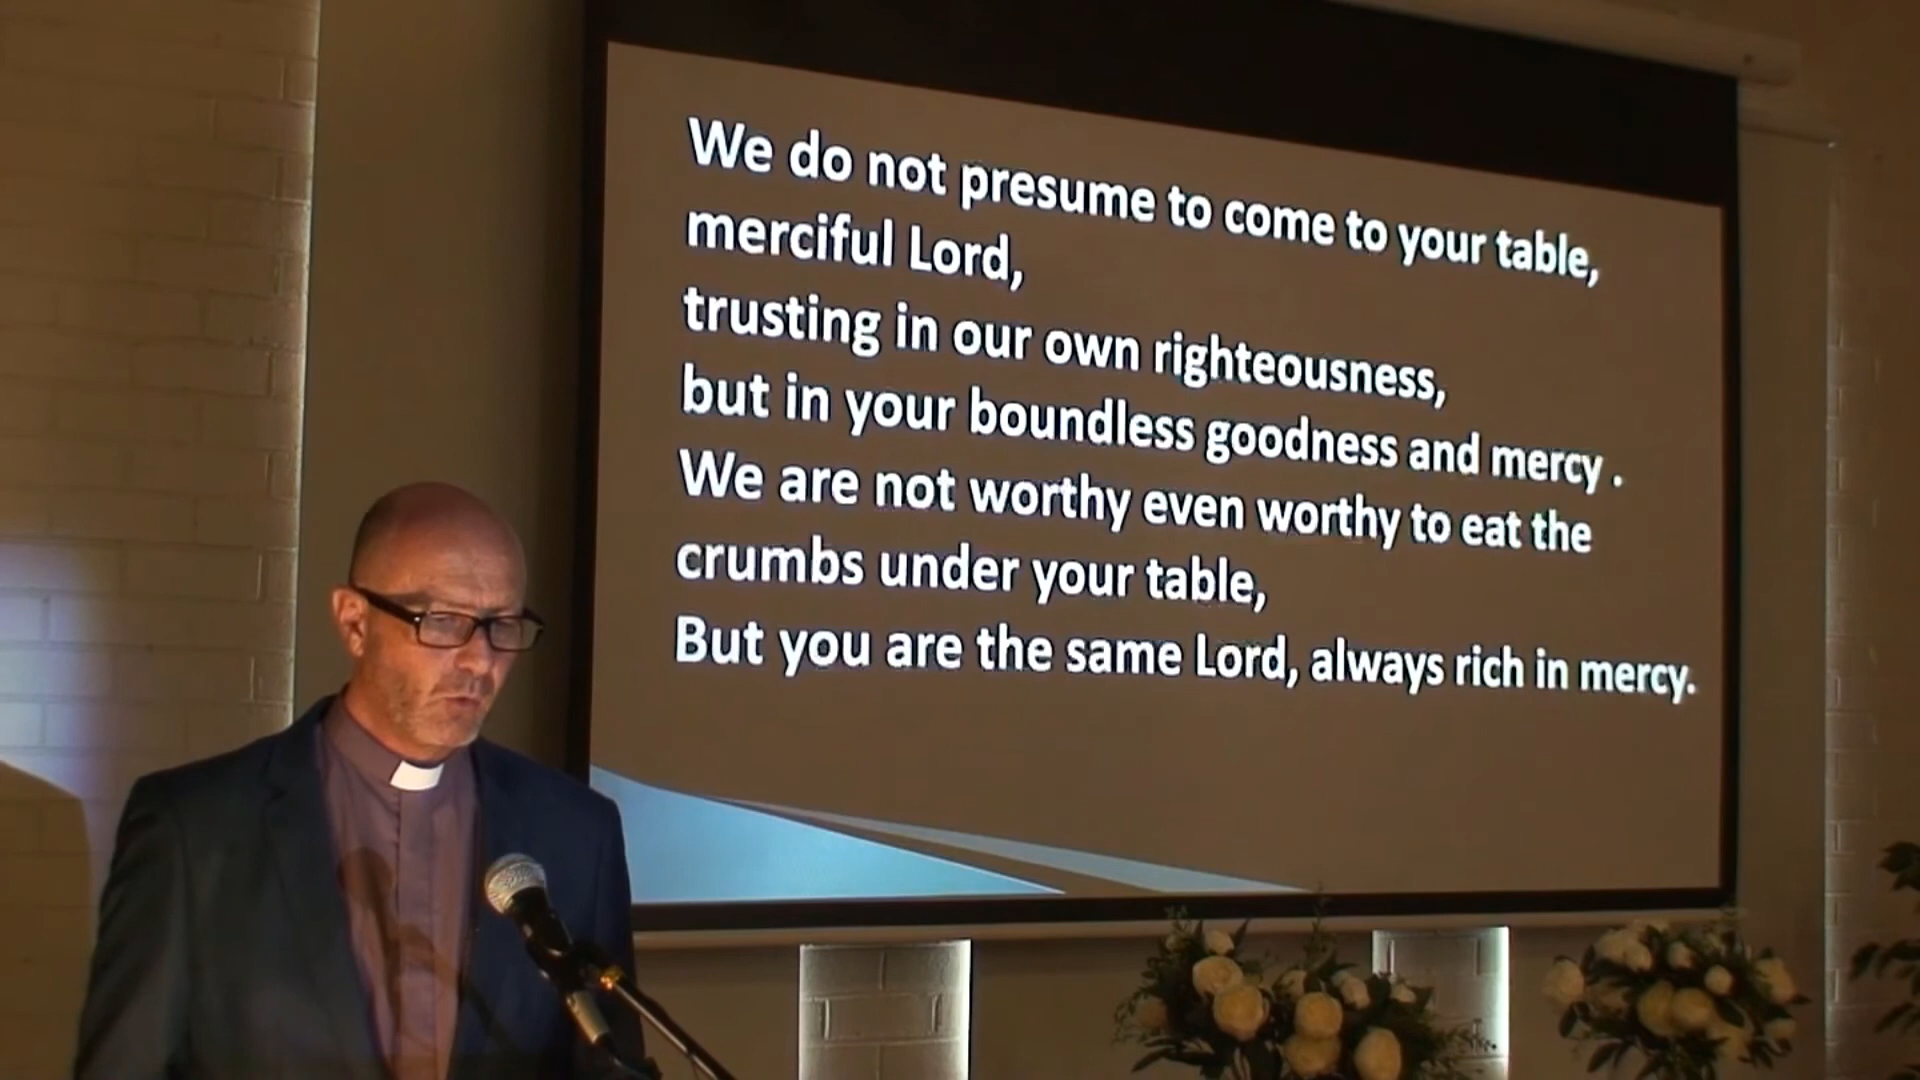 We do not presume to come to your table,
merciful Lord,
trusting in our own righteousness,
but in your boundless goodness and mercy .
We are not worthy even worthy to eat the
crumbs under your table,
But you are the same Lord, always rich in mercy.